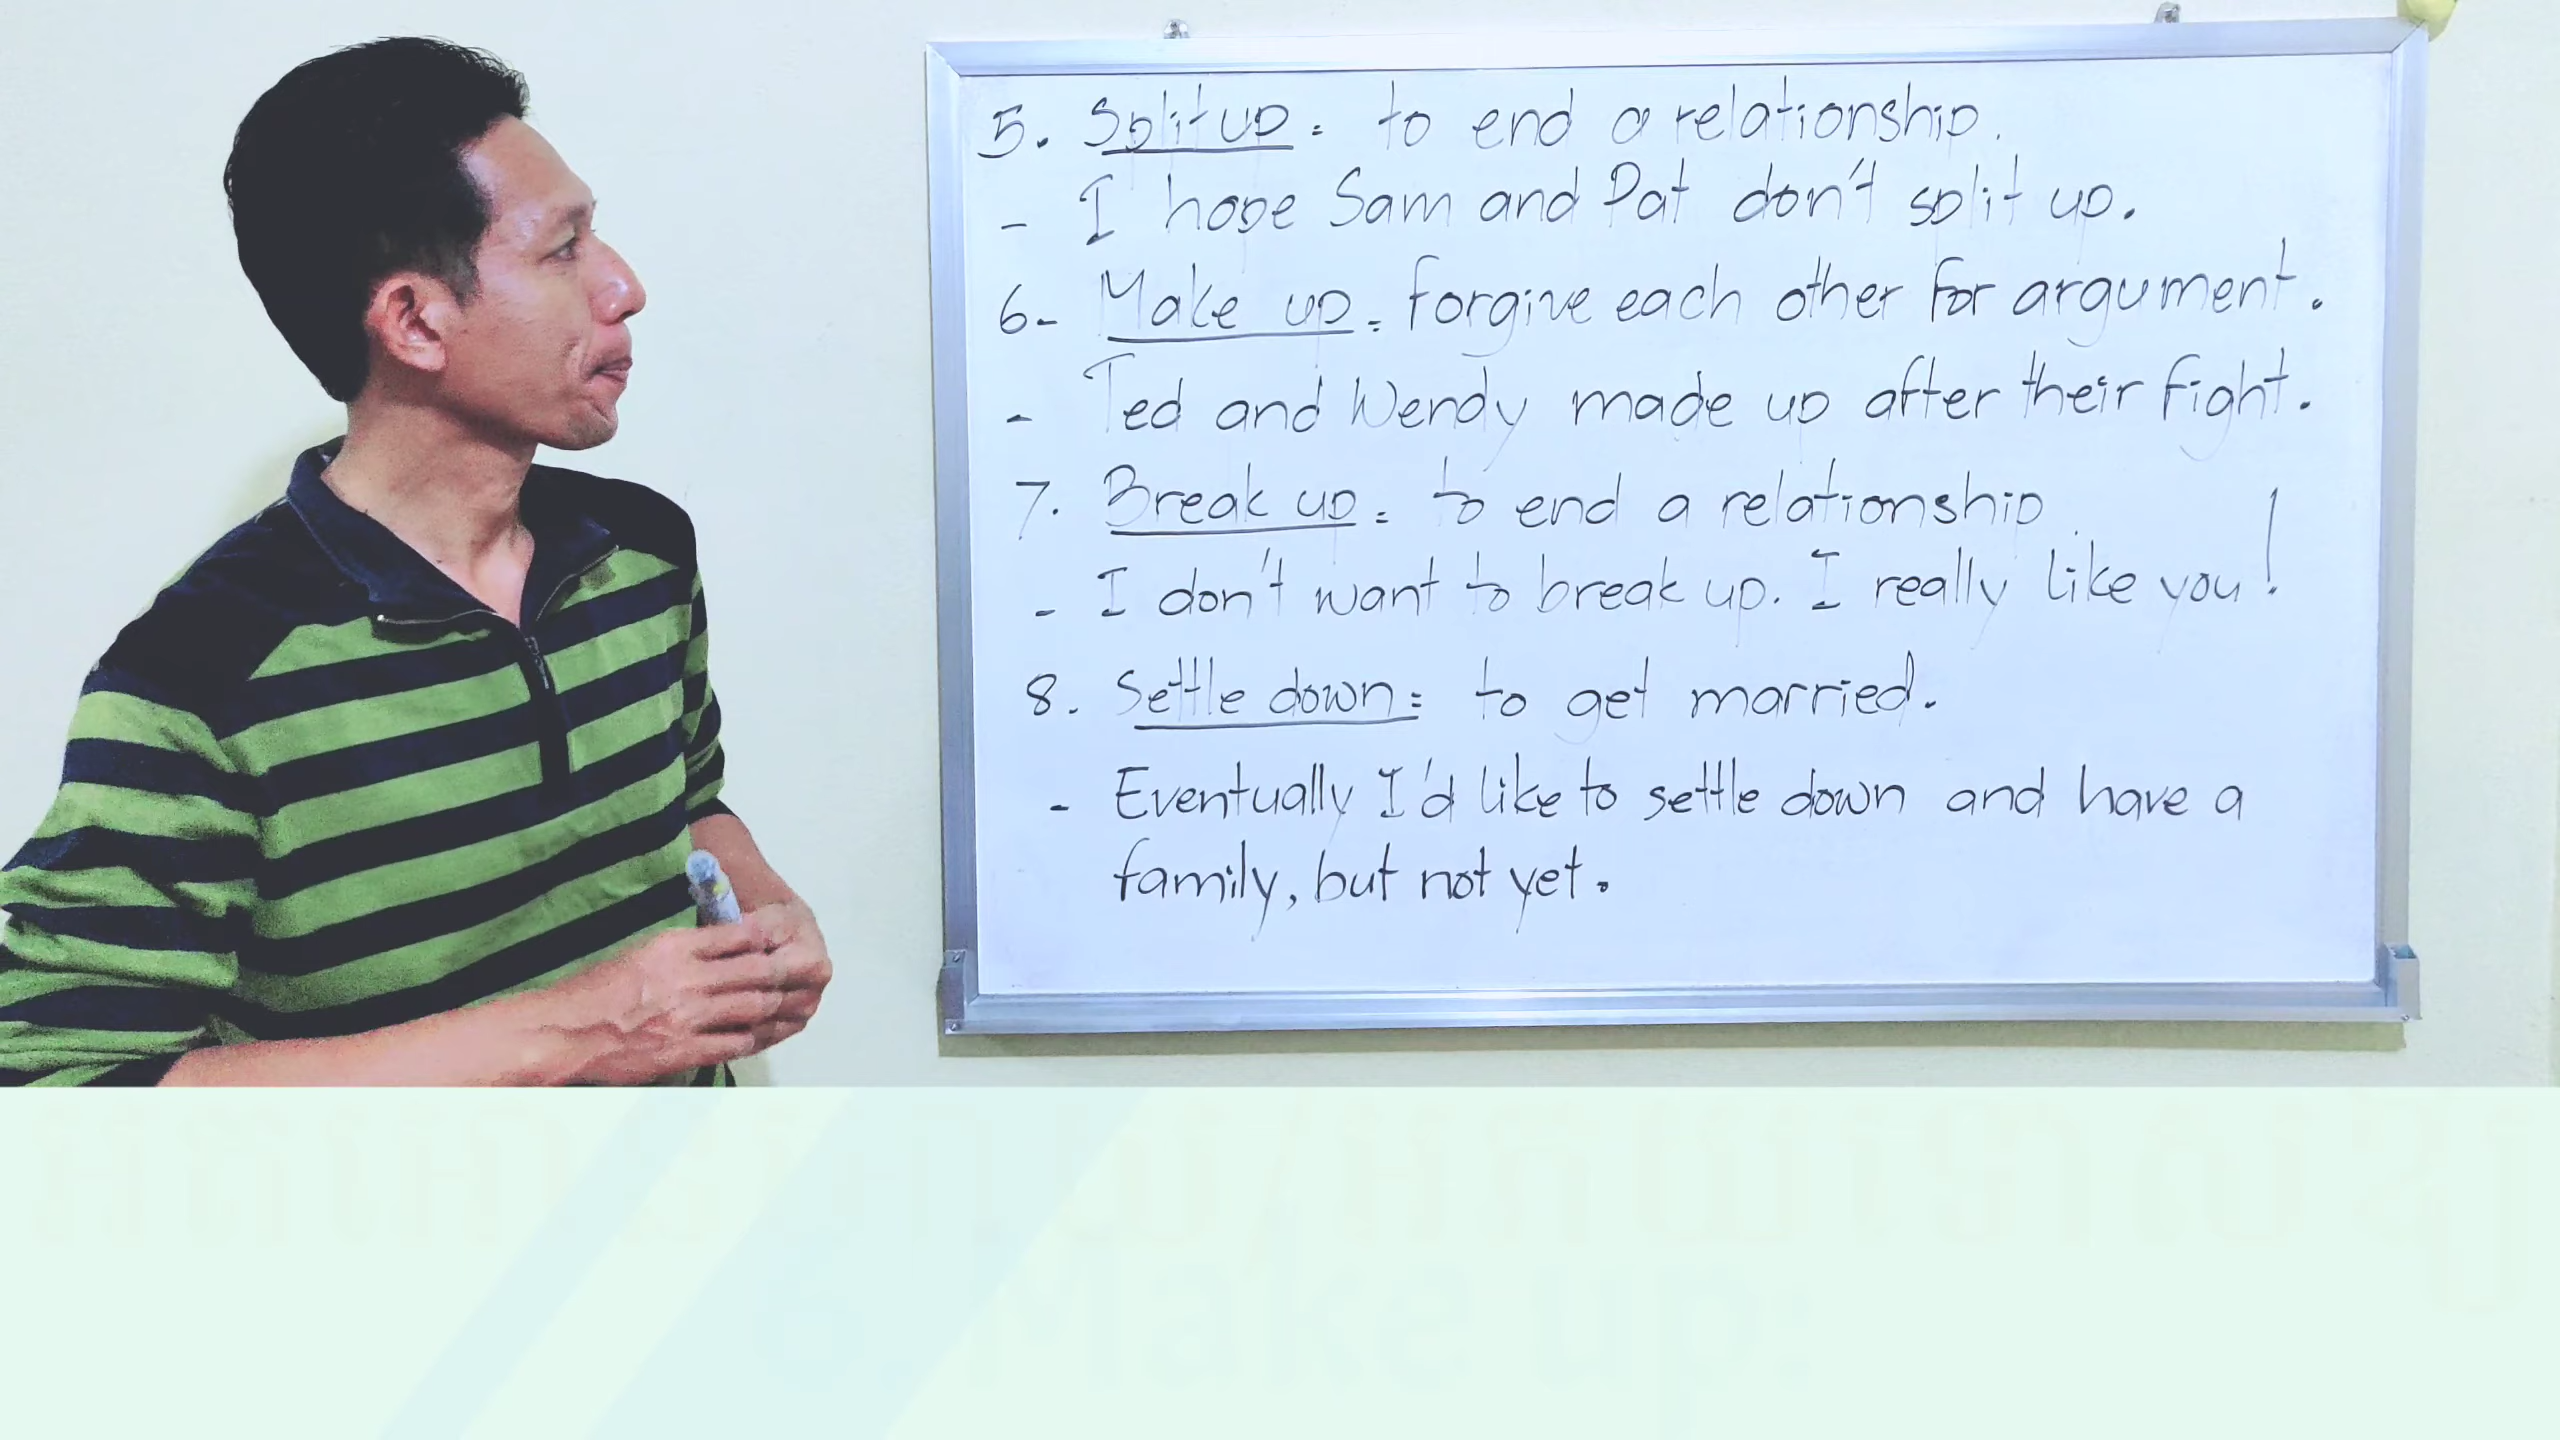 5. Split up: to end a relationship.
- I hope Sam and Pat don't split up.
6- Make up: forgive each other for argument.
- Ted and Wendy made up after their fight.
7. Break up: to end a relationship
- I don't want to break up. I really like you!
8. Settle down: to get married.
- Eventually I'd like to settle down and have a
family, but not yet.